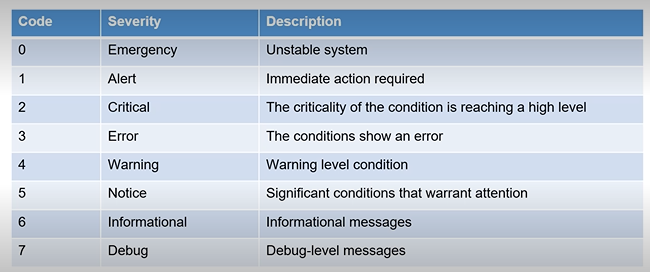 Code Severity Description
0 Emergency Unstable system
1 Alert Immediate action required
2 Critical The criticality of the condition is reaching a high level
3 Error The conditions show an error
4 Warning Warning level condition
5 Notice Significant conditions that warrant attention
6 Informational Informational messages
7 Debug Debug-level messages